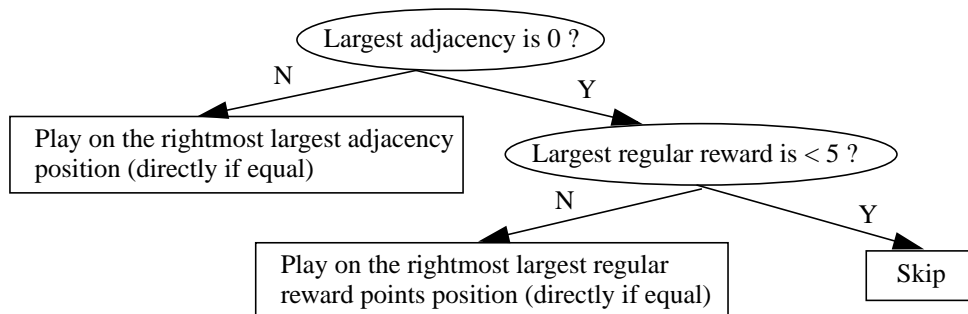 Largest adjacency is 0 ?
N
Y
Play on the rightmost largest adjacency
position (directly if equal)
Largest regular reward is < 5 ?
N
Y
Play on the rightmost largest regular
reward points position (directly if equal)
Skip